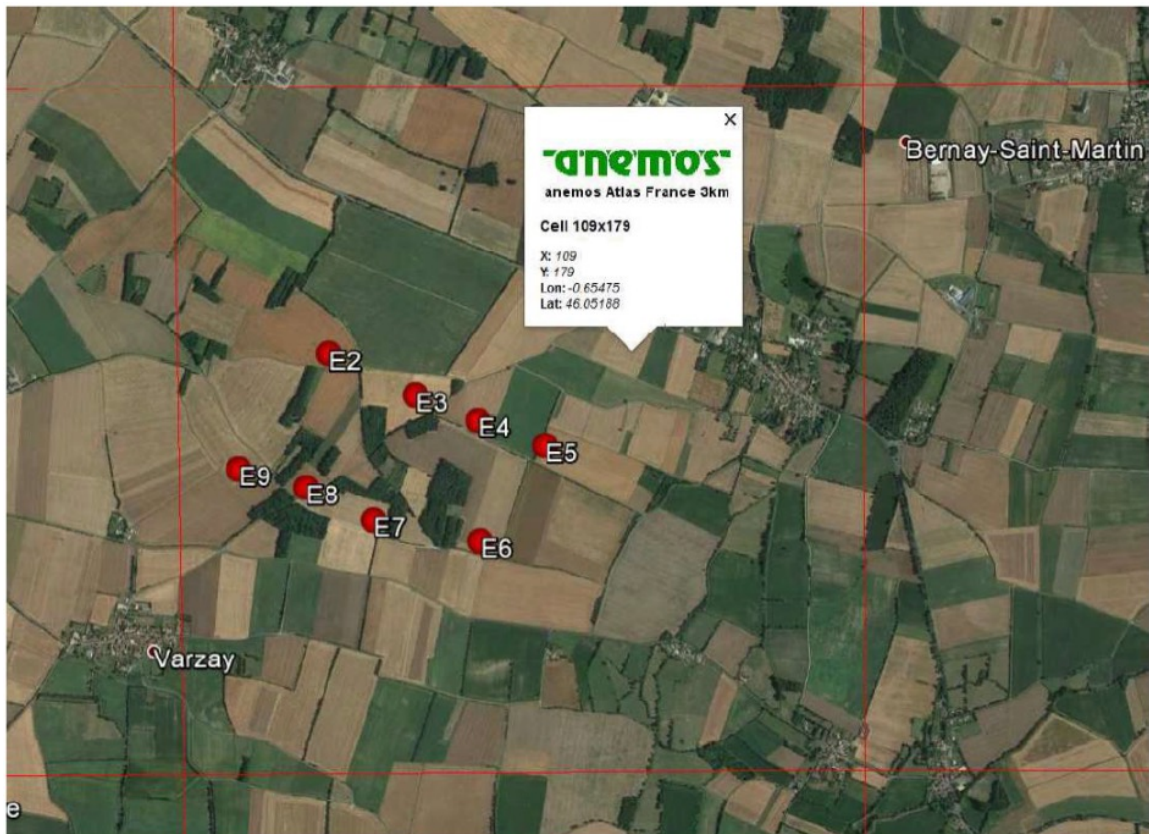 X
anemos
anemos Atlas France 3km
Cell 109x179
X: 109
Y: 179
Lon: -0.65475
Lat: 46.05188
Bernay-Saint-Martin
E2
E3
E4
E5
E9
E8
E7
E6
Varzay
e